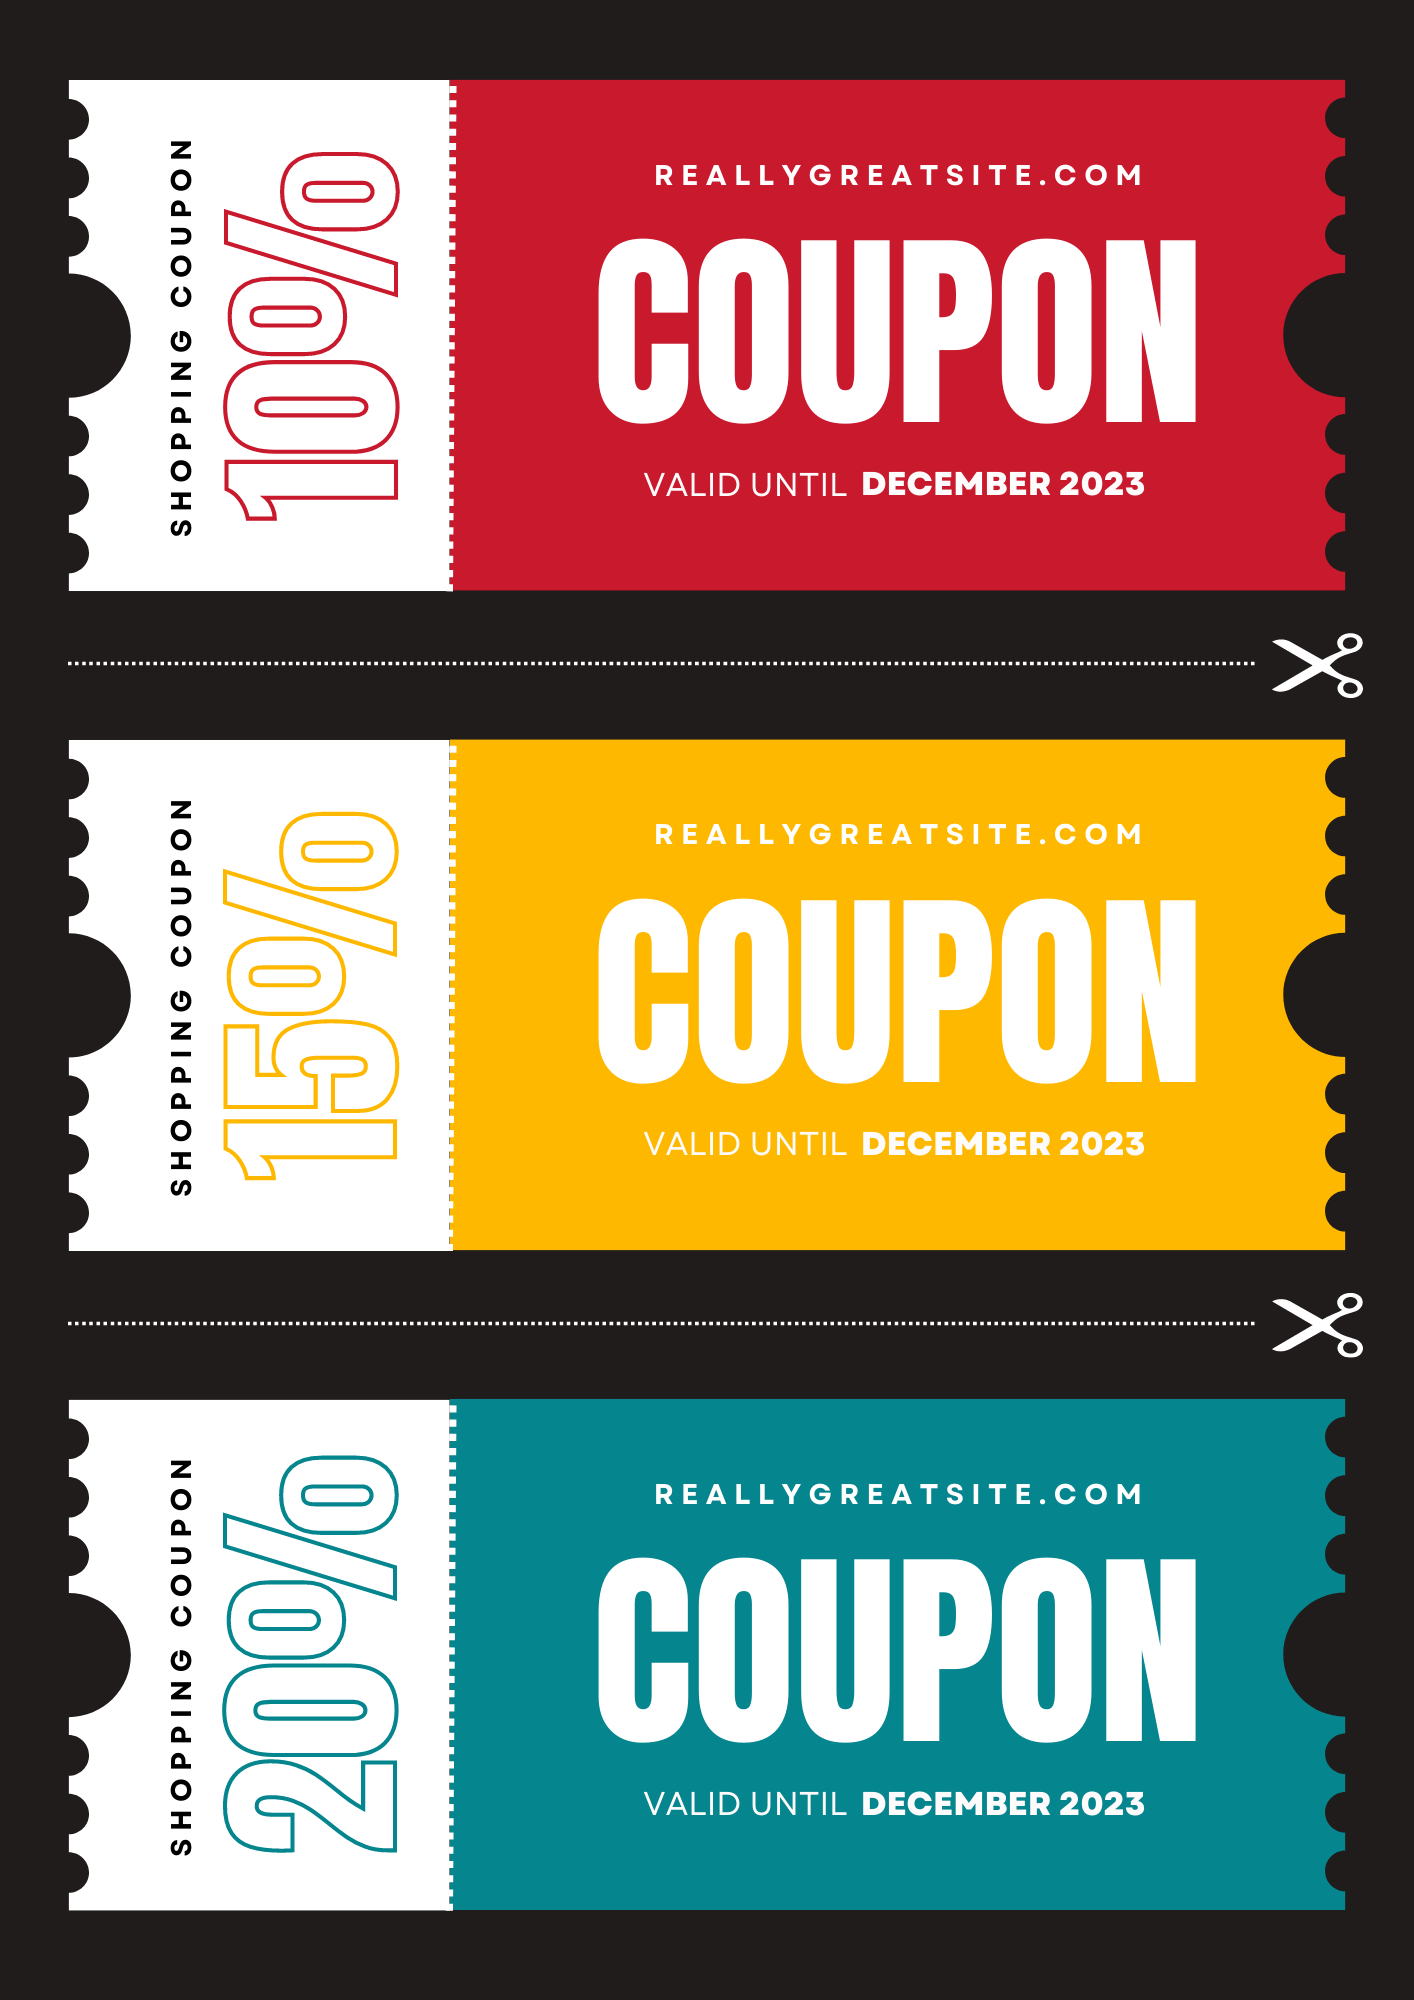 SHOPPING COUPON
10%
REALLYGREATSITE.COM
COUPON
VALID UNTIL DECEMBER 2023
SHOPPING COUPON
15%
REALLYGREATSITE.COM
COUPON
VALID UNTIL DECEMBER 2023
SHOPPING COUPON
20%
REALLYGREATSITE.COM
COUPON
VALID UNTIL DECEMBER 2023